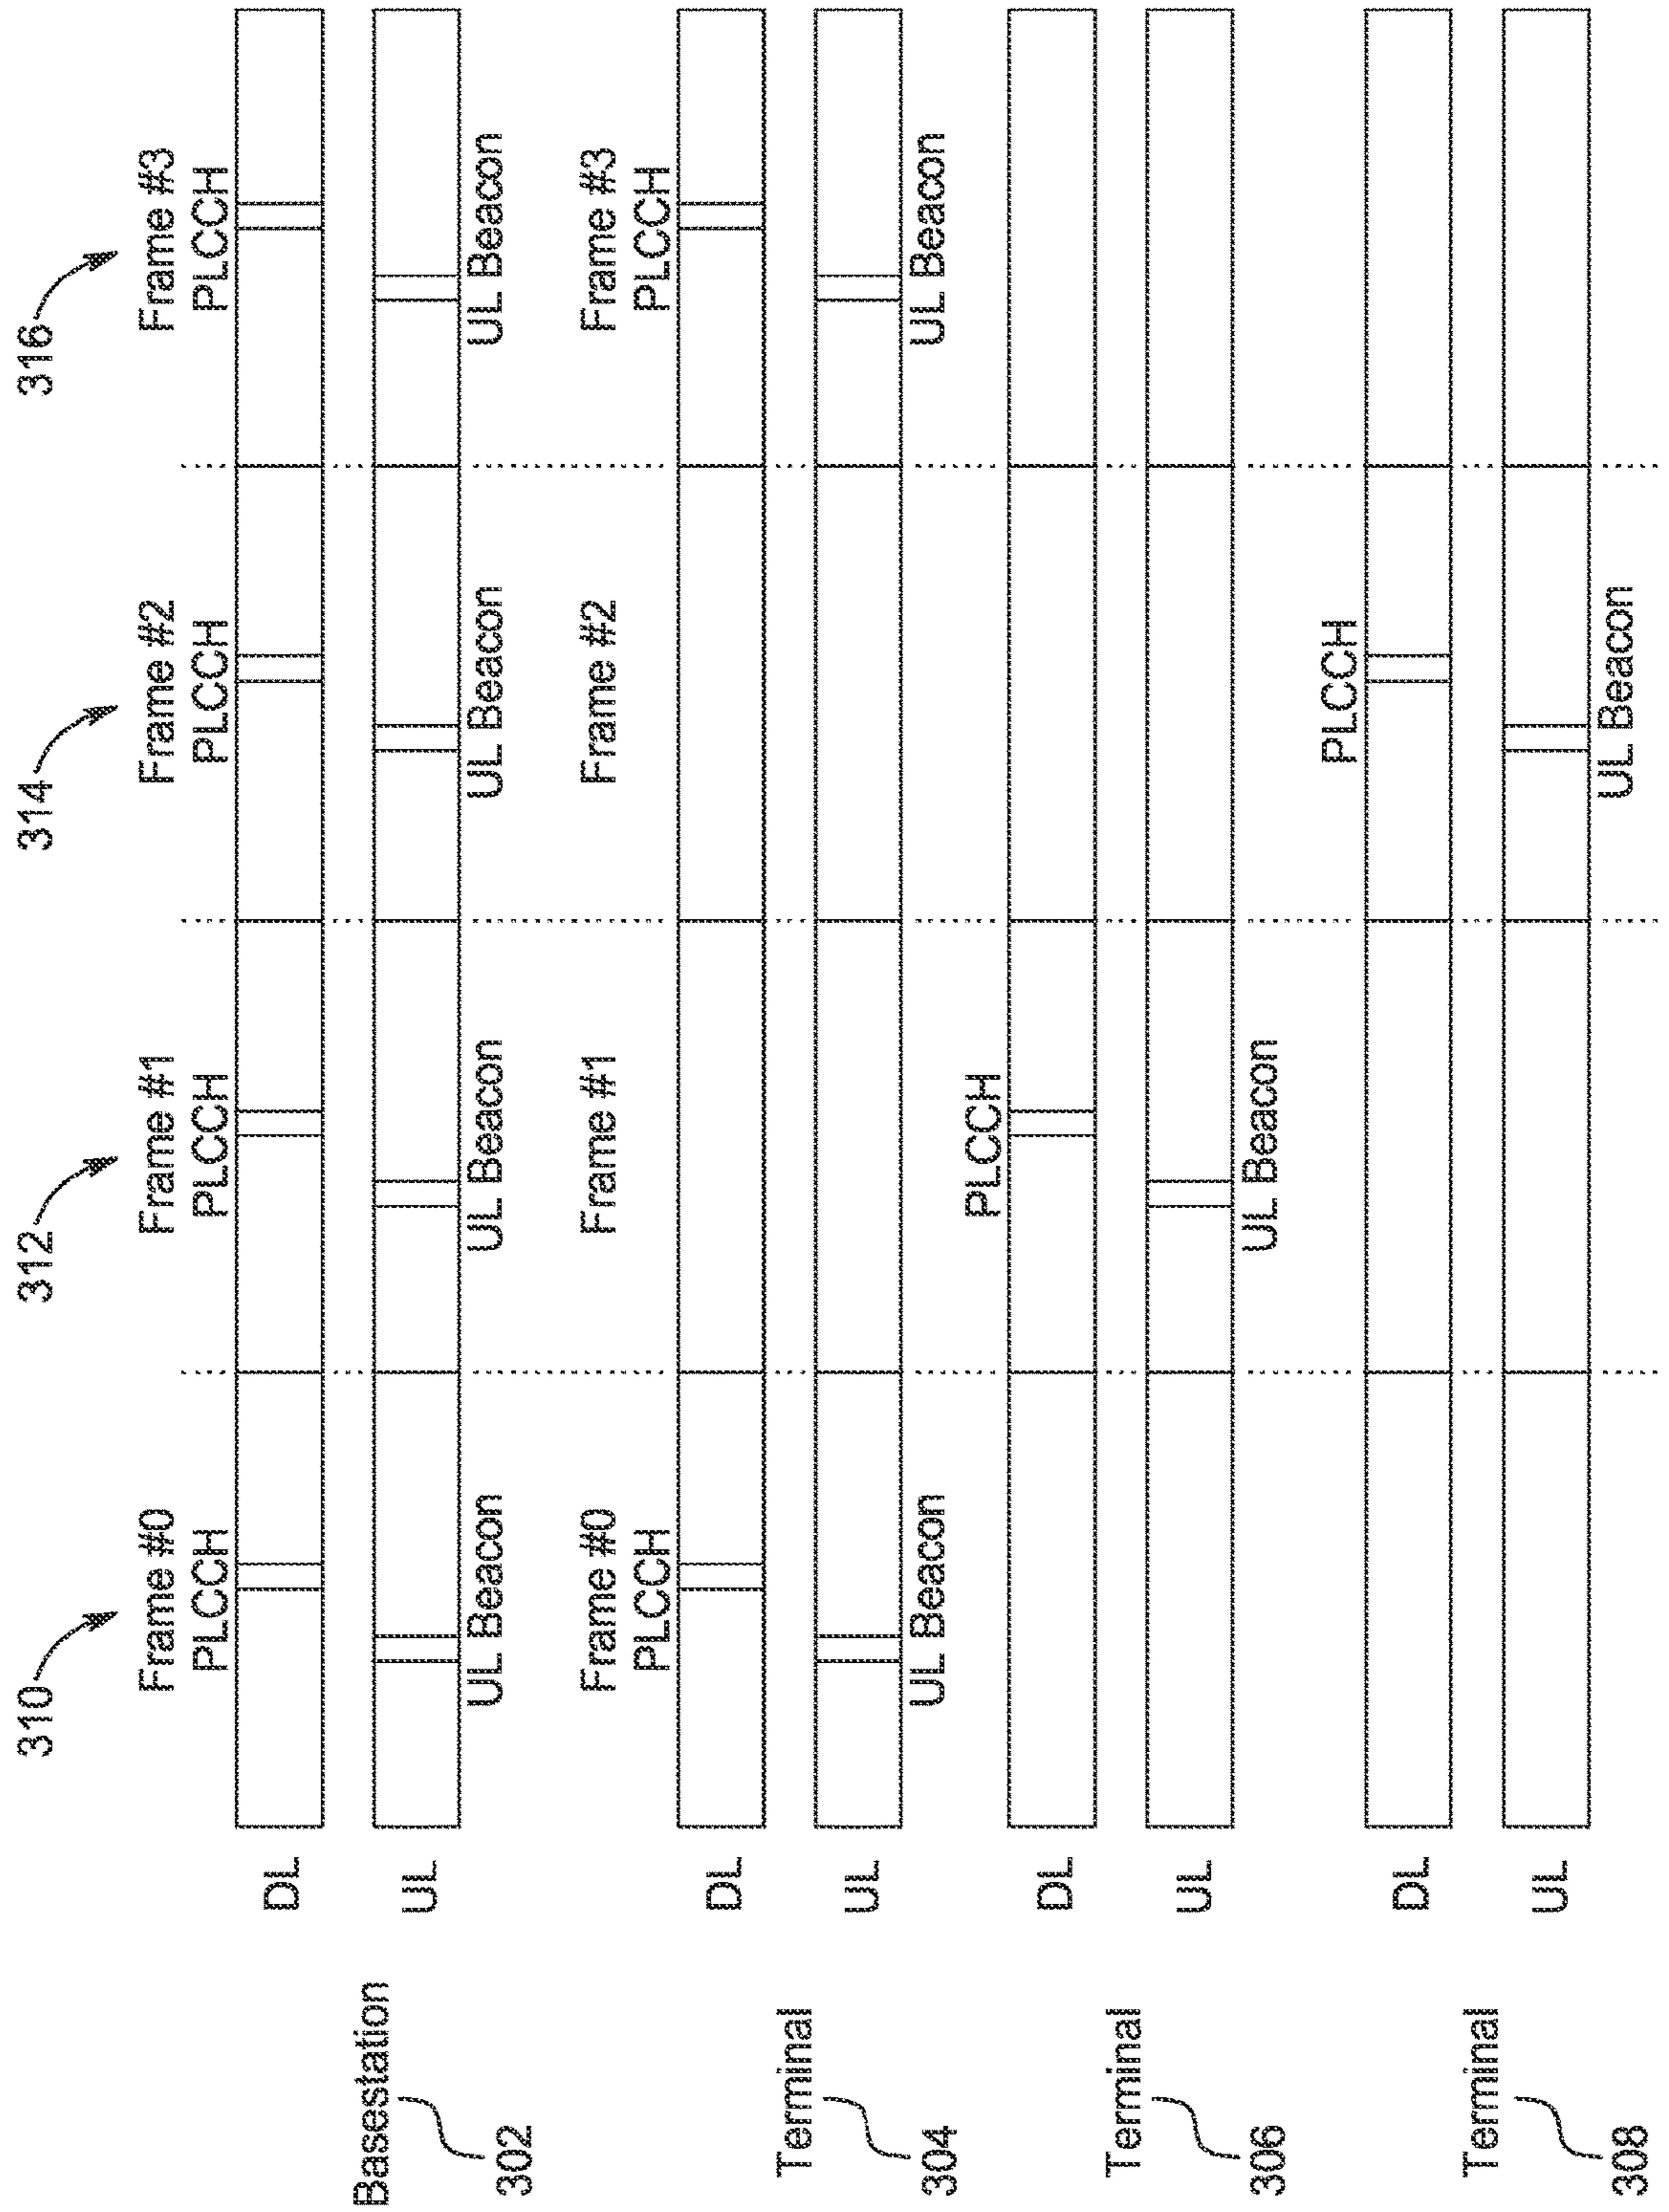 310
312
314
316
Frame #0
Frame #1
Frame #2
Frame #3
PLCCH
PLCCH
PLCCH
PLCCH
DL
Basestation
302
UL
UL Beacon
UL Beacon
UL Beacon
UL Beacon
Frame #0
Frame #1
Frame #2
Frame #3
PLCCH
PLCCH
DL
Terminal
304
UL
UL Beacon
UL Beacon
PLCCH
DL
Terminal
306
UL
UL Beacon
PLCCH
DL
Terminal
308
UL
UL Beacon